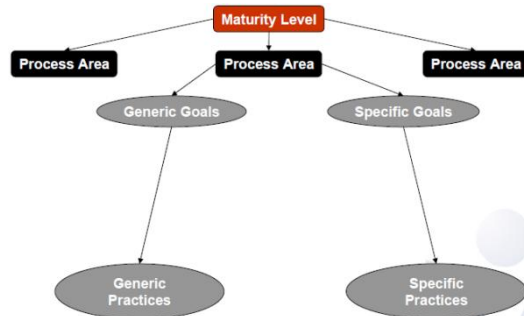 Maturity Level
Process Area
Process Area
Process Area
Generic Goals
Specific Goals
Generic
Practices
Specific
Practices